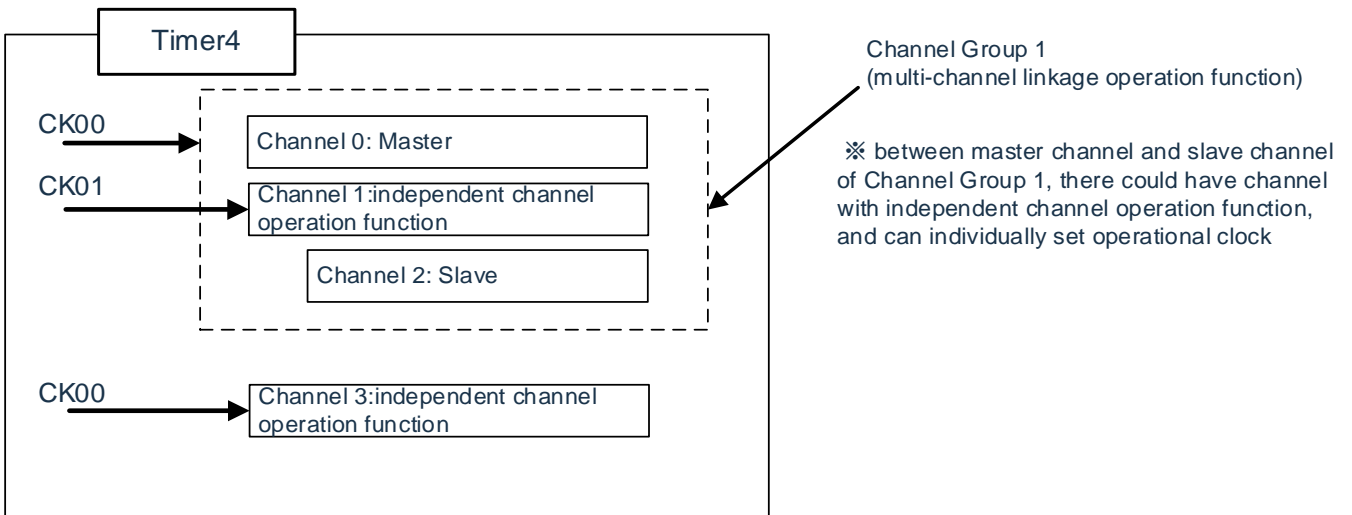 Timer4
Channel Group 1
(multi-channel linkage operation function)
CK00
Channel 0: Master
※ between master channel and slave channel
of Channel Group 1, there could have channel
with independent channel operation function,
and can individually set operational clock
CK01
Channel 1:independent channel
operation function
Channel 2: Slave
CK00
Channel 3:independent channel
operation function